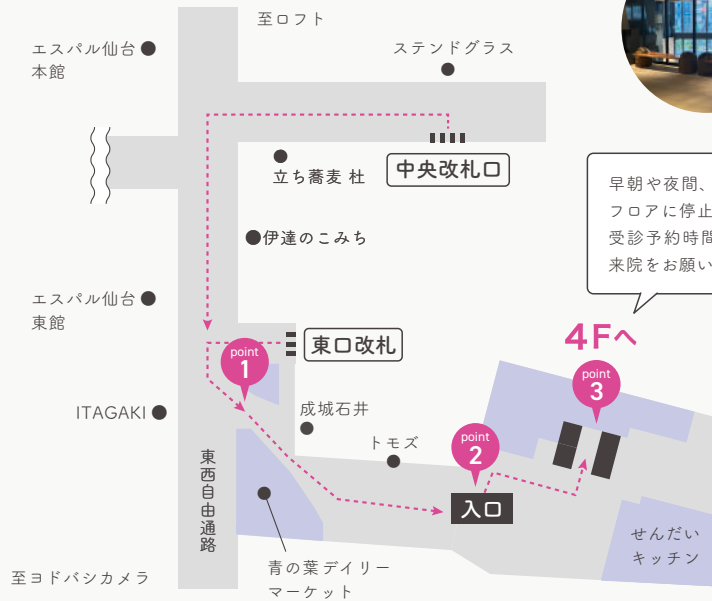 至ロフト
エスパル仙台
本館
ステンドグラス
立ち蕎麦 杜
中央改札口
伊達のこみち
早朝や夜間、
フロアに停止
受診予約時間
来院をお願い
エスパル仙台
東館
東口改札
4Fへ
point
1
point
3
ITAGAKI
成城石井
トモズ
point
2
東西自由通路
入口
せんだい
キッチン
青の葉デイリー
マーケット
至ヨドバシカメラ